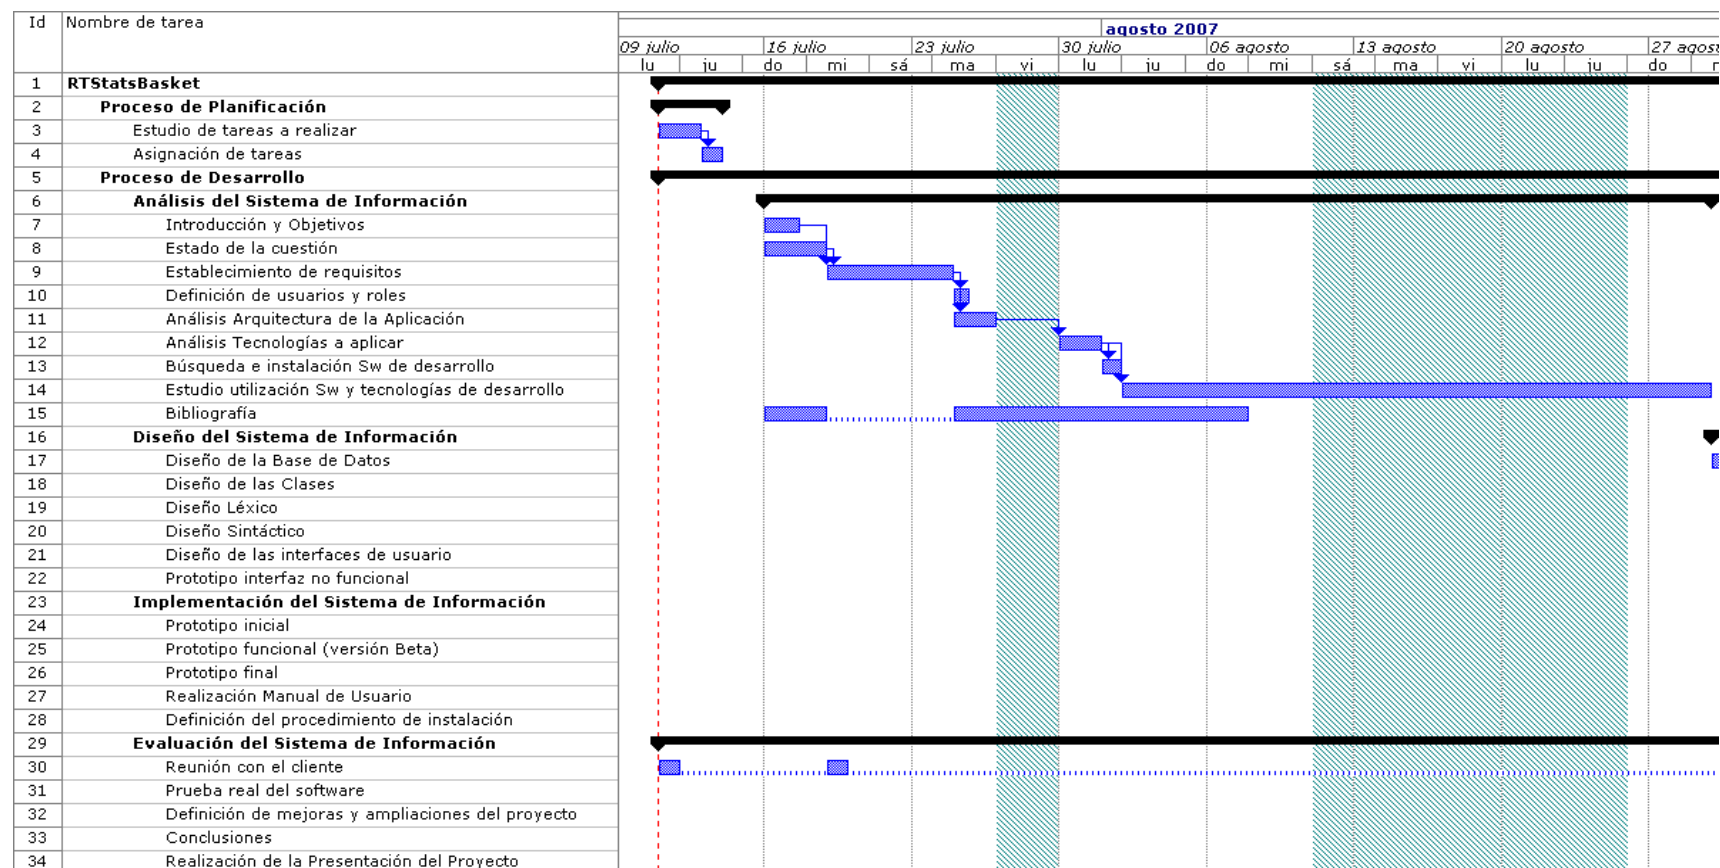 Id Nombre de tarea
agosto 2007
09 julio 16 julio 23 julio 30 julio 06 agosto 13 agosto 20 agosto 27 agost
lu ju do mi sá ma vi lu ju do mi sá ma vi lu ju do
1 RTStatsBasket
2 Proceso de Planificación
3 Estudio de tareas a realizar
4 Asignación de tareas
5 Proceso de Desarrollo
6 Análisis del Sistema de Información
7 Introducción y Objetivos
8 Estado de la cuestión
9 Establecimiento de requisitos
10 Definición de usuarios y roles
11 Análisis Arquitectura de la Aplicación
12 Análisis Tecnologías a aplicar
13 Búsqueda e instalación Sw de desarrollo
14 Estudio utilización Sw y tecnologías de desarrollo
15 Bibliografía
16 Diseño del Sistema de Información
17 Diseño de la Base de Datos
18 Diseño de las Clases
19 Diseño Léxico
20 Diseño Sintáctico
21 Diseño de las interfaces de usuario
22 Prototipo interfaz no funcional
23 Implementación del Sistema de Información
24 Prototipo inicial
25 Prototipo funcional (versión Beta)
26 Prototipo final
27 Realización Manual de Usuario
28 Definición del procedimiento de instalación
29 Evaluación del Sistema de Información
30 Reunión con el cliente
31 Prueba real del software
32 Definición de mejoras y ampliaciones del proyecto
33 Conclusiones
34 Realización de la Presentación del Proyecto